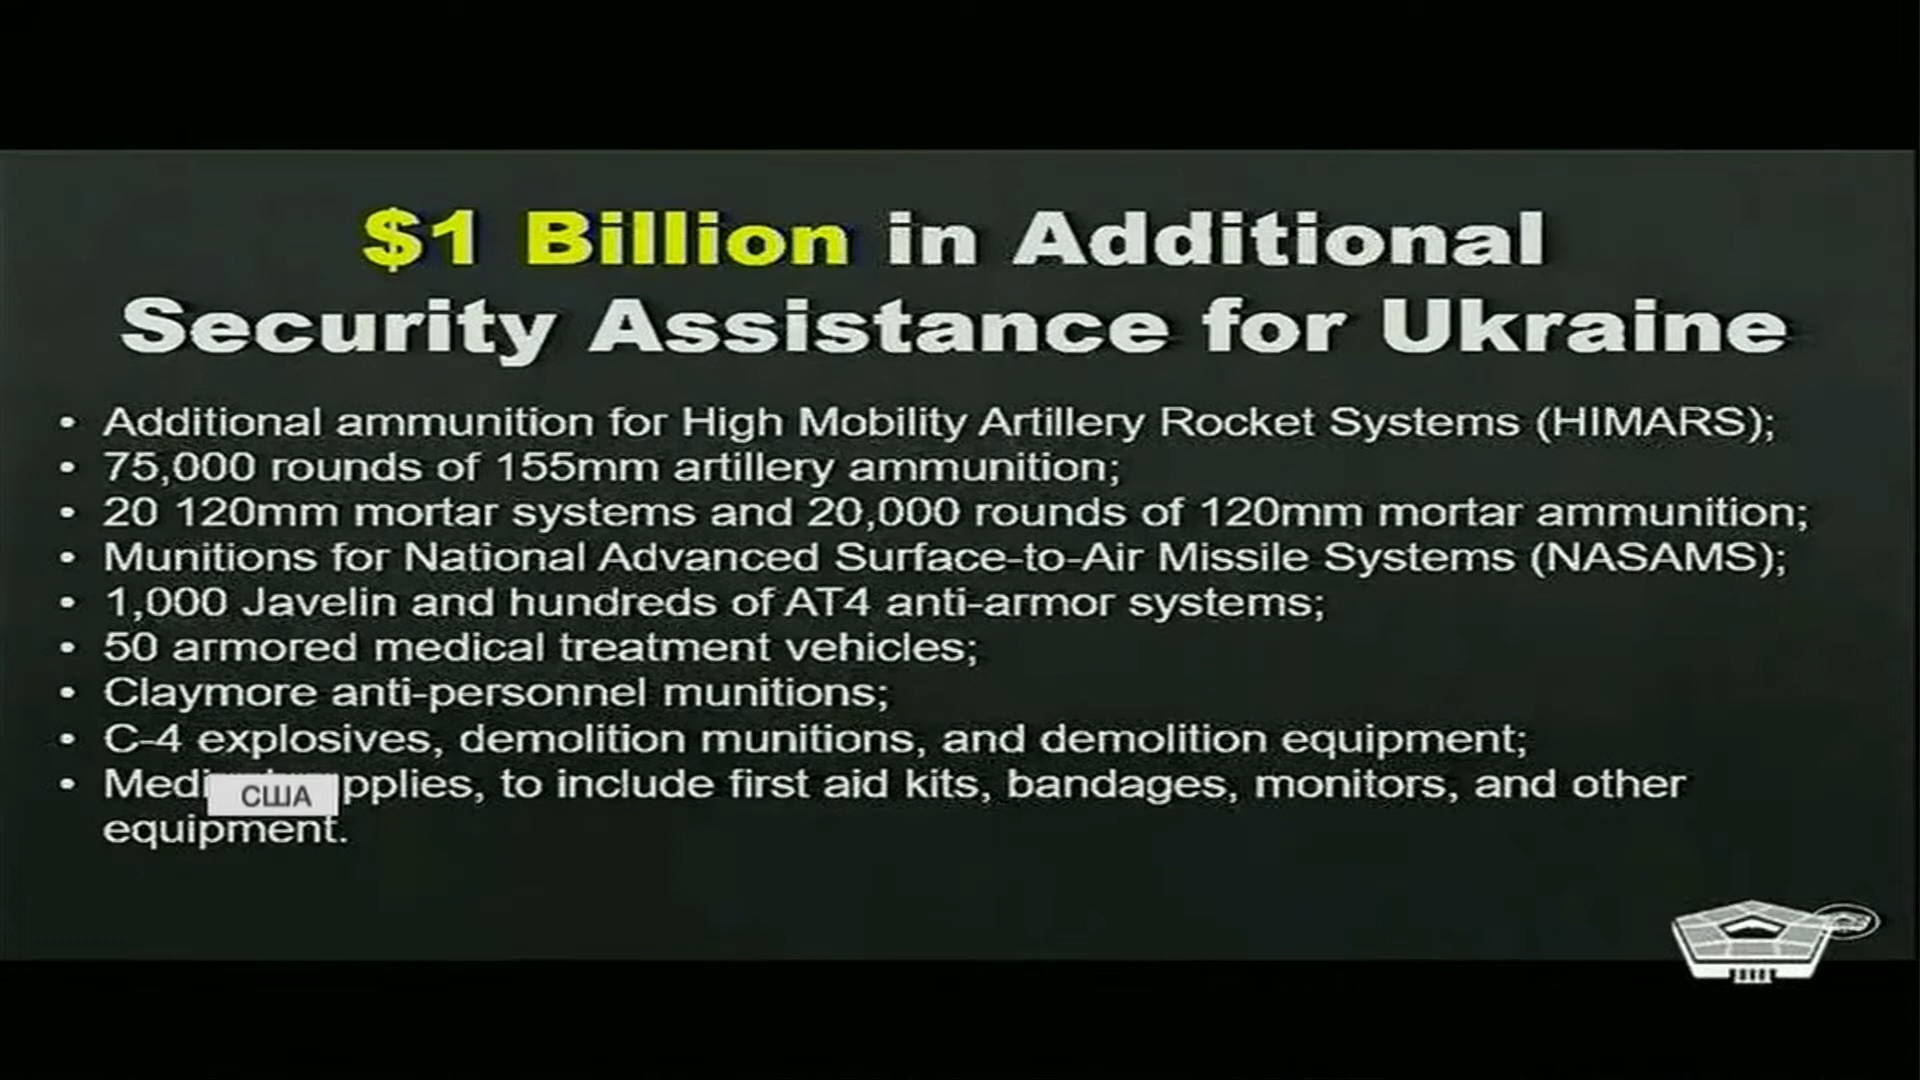 $1 Billion in Additional
Security Assistance for Ukraine
• Additional ammunition for High Mobility Artillery Rocket Systems (HIMARS);
• 75,000 rounds of 155mm artillery ammunition;
• 20 120mm mortar systems and 20,000 rounds of 120mm mortar ammunition;
• Munitions for National Advanced Surface-to-Air Missile Systems (NASAMS);
• 1,000 Javelin and hundreds of AT4 anti-armor systems;
• 50 armored medical treatment vehicles;
• Claymore anti-personnel munitions;
• C-4 explosives, demolition munitions, and demolition equipment;
• Medi США pplies, to include first aid kits, bandages, monitors, and other
equipment.